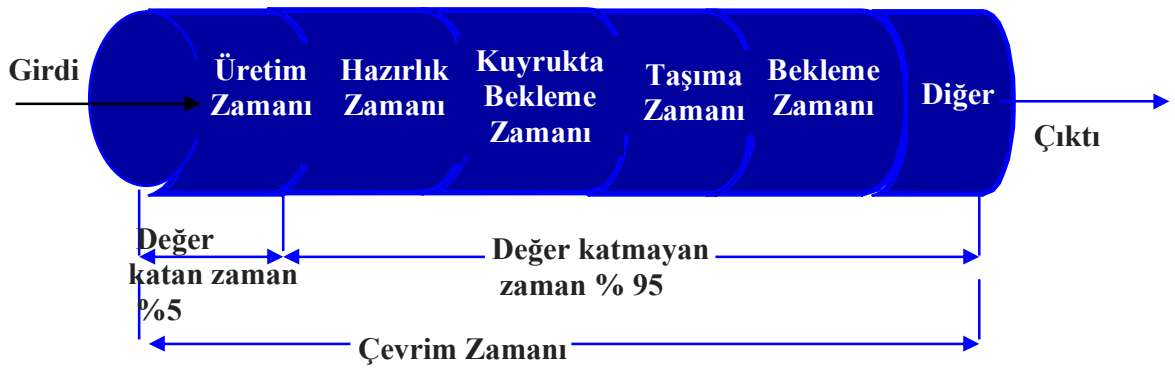 Girdi
Üretim
Zamanı
Hazırlık
Zamanı
Kuyrukta
Bekleme
Zamanı
Taşıma
Zamanı
Bekleme
Zamanı
Diğer
Çıktı
Değer
katan zaman
%5
Değer katmayan
zaman % 95
Çevrim Zamanı